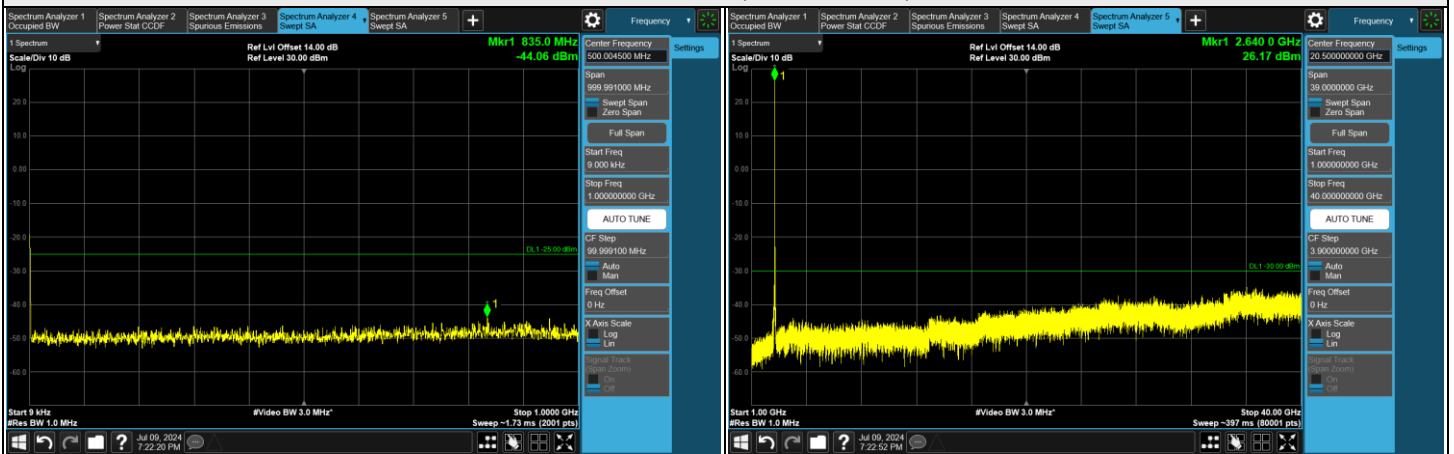 Spectrum Analyzer 1 Spectrum Analyzer 2 Spectrum Analyzer 3 Spectrum Analyzer 4 Spectrum Analyzer 5
Occupied BW Power Stat CCDF Spurious Emissions Swept SA Swept SA
Frequency
1 Spectrum
Scale/Div 10 dB
Log
Ref Lvl Offset 14.00 dB
Ref Level 30.00 dBm
Mkr1 835.0 MHz
-44.06 dBm
1
20.0
10.0
0.00
-10.0
-20.0
-30.0
-40.0
-50.0
-60.0
DL1 -25.00 dBm
Start 9 kHz
#Res BW 1.0 MHz
#Video BW 3.0 MHz*
Stop 1.0000 GHz
Sweep ~1.73 ms (2001 pts)
Center Frequency
500.004500 MHz
Settings
Span
999.991000 MHz
Swept Span
Zero Span
Full Span
Start Freq
9.000 kHz
Stop Freq
1.000000000 GHz
AUTO TUNE
CF Step
99.999100 MHz
Auto
Man
Freq Offset
0 Hz
X Axis Scale
Log
Lin
Signal Track
(Span Zoom)
On
Off
?
Jul 09, 2024
7:22:20 PM
Spectrum Analyzer 1 Spectrum Analyzer 2 Spectrum Analyzer 3 Spectrum Analyzer 4 Spectrum Analyzer 5
Occupied BW Power Stat CCDF Spurious Emissions Swept SA Swept SA
Frequency
1 Spectrum
Scale/Div 10 dB
Log
Ref Lvl Offset 14.00 dB
Ref Level 30.00 dBm
Mkr1 2.640 0 GHz
26.17 dBm
1
20.0
10.0
0.00
-10.0
-20.0
-30.0
-40.0
-50.0
-60.0
DL1 -30.00 dBm
Start 1.00 GHz
#Res BW 1.0 MHz
#Video BW 3.0 MHz*
Stop 40.00 GHz
Sweep ~397 ms (80001 pts)
Center Frequency
20.500000000 GHz
Settings
Span
39.0000000 GHz
Swept Span
Zero Span
Full Span
Start Freq
1.000000000 GHz
Stop Freq
40.000000000 GHz
AUTO TUNE
CF Step
3.900000000 GHz
Auto
Man
Freq Offset
0 Hz
X Axis Scale
Log
Lin
Signal Track
(Span Zoom)
On
Off
?
Jul 09, 2024
7:22:52 PM